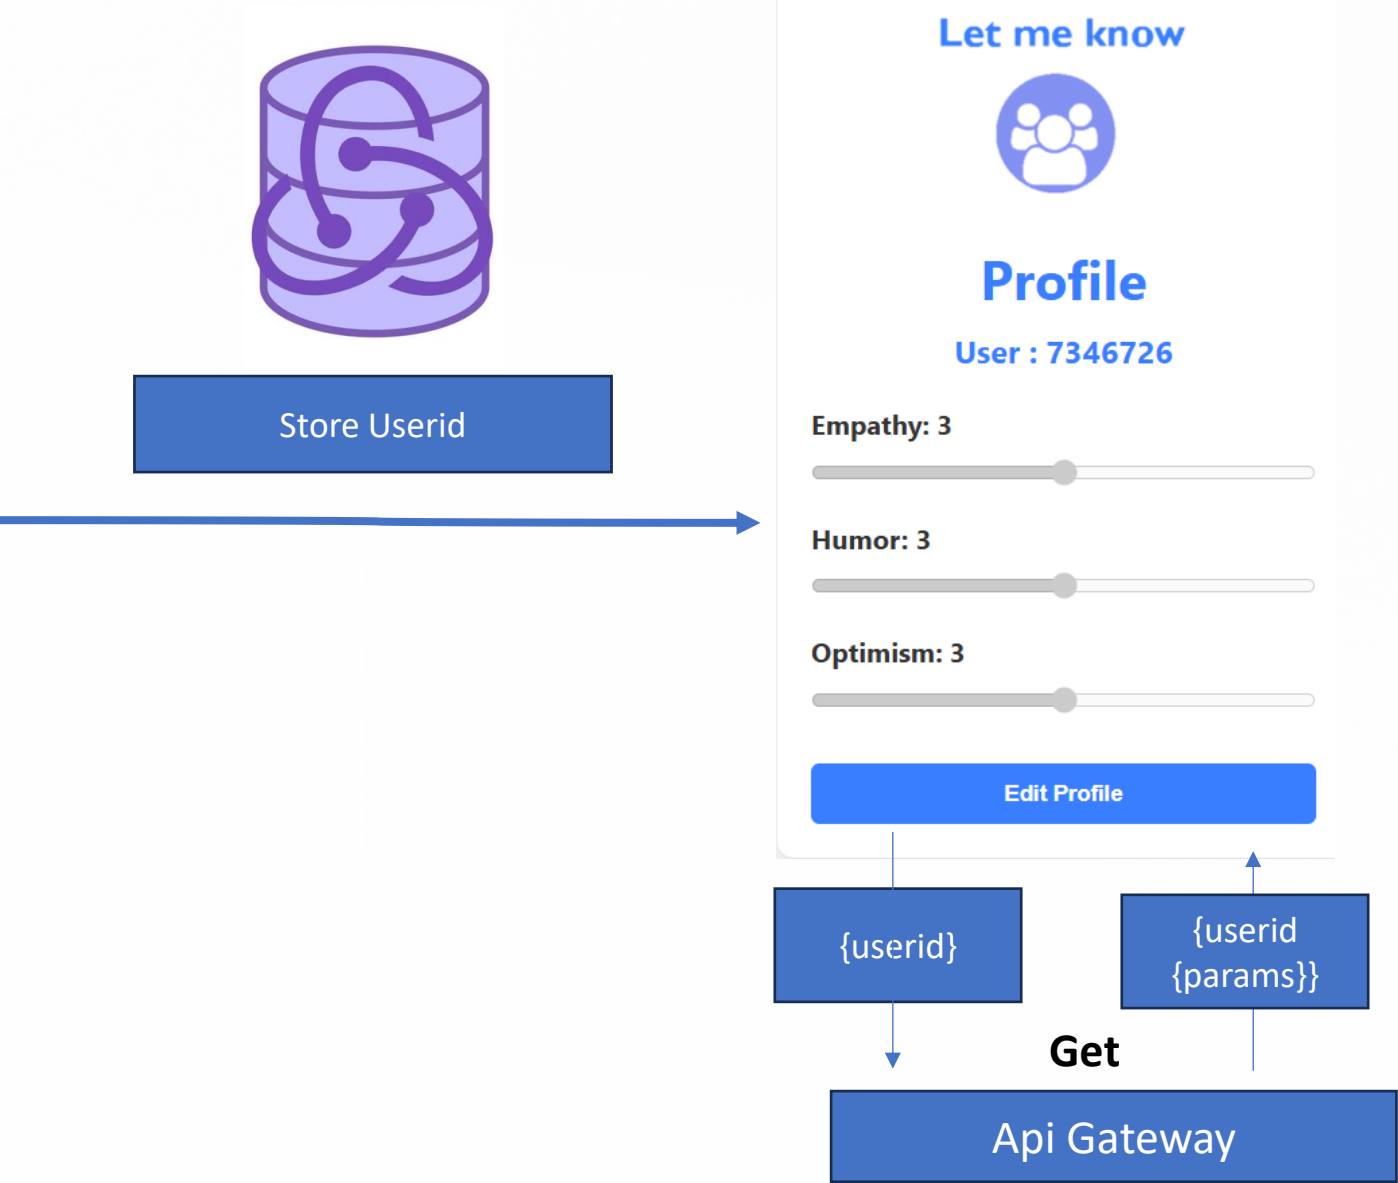 Let me know
Profile
User : 7346726
Store Userid
Empathy: 3
Humor: 3
Optimism: 3
Edit Profile
{userid}
{userid
{params}}
Get
Api Gateway